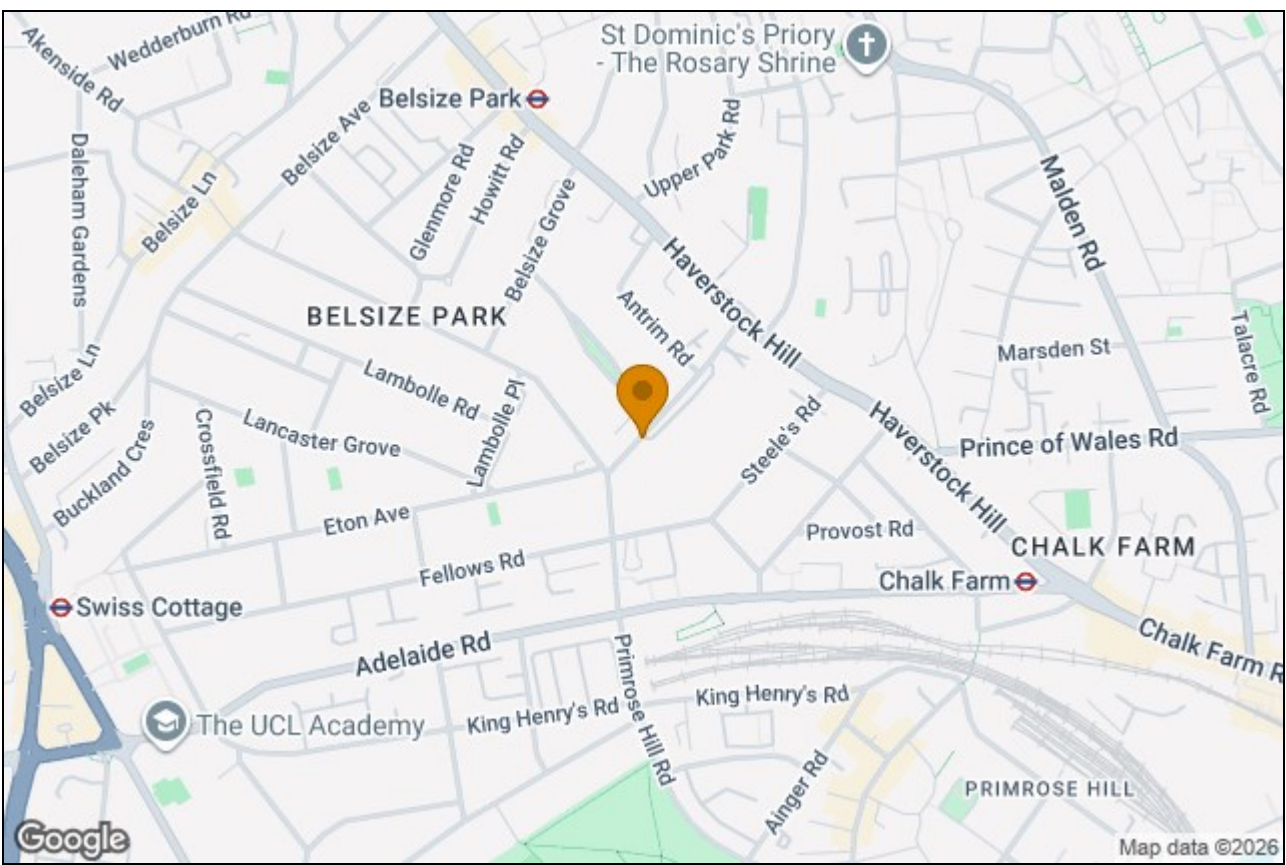 Akenside Rd
Wedderburn Rd
St Dominic's Priory
- The Rosary Shrine
Belsize Park
Belsize Ave
Daleham Gardens
Belsize Ln
Glenmore Rd
Howitt Rd
Belsize Grove
Upper Park Rd
Malden Rd
Haverstock Hill
BELSIZE PARK
Antrim Rd
Marsden St
Talacre Rd
Belsize Ln
Lambolle Rd
Lambolle Pl
Belsize Pk
Buckland Cres
Crossfield Rd
Lancaster Grove
Steele's Rd
Haverstock Hill
Prince of Wales Rd
Eton Ave
Provost Rd
CHALK FARM
Fellows Rd
Chalk Farm
Swiss Cottage
Adelaide Rd
Chalk Farm R
Primrose Hill Rd
The UCL Academy
King Henry's Rd
King Henry's Rd
Ainger Rd
PRIMROSE HILL
Google
Map data ©2026